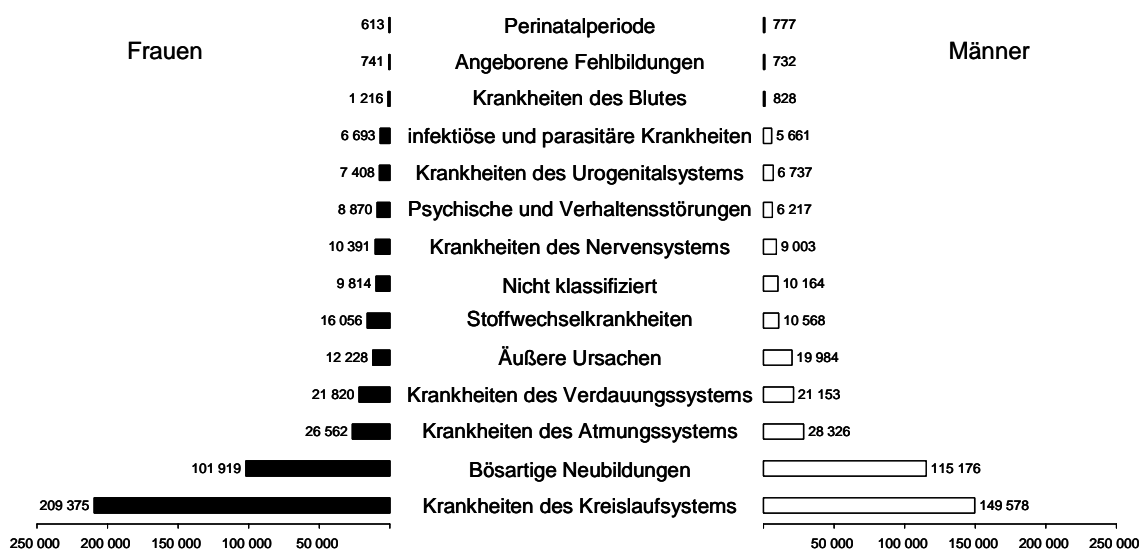 613 Perinatalperiode 777
Frauen Männer
741 Angeborene Fehlbildungen 732
1 216 Krankheiten des Blutes 828
6 693 infektiöse und parasitäre Krankheiten 5 661
7 408 Krankheiten des Urogenitalsystems 6 737
8 870 Psychische und Verhaltensstörungen 6 217
10 391 Krankheiten des Nervensystems 9 003
9 814 Nicht klassifiziert 10 164
16 056 Stoffwechselkrankheiten 10 568
12 228 Äußere Ursachen 19 984
21 820 Krankheiten des Verdauungssystems 21 153
26 562 Krankheiten des Atmungssystems 28 326
101 919 Bösartige Neubildungen 115 176
209 375 Krankheiten des Kreislaufsystems 149 578
250 000 200 000 150 000 100 000 50 000 50 000 100 000 150 000 200 000 250 000